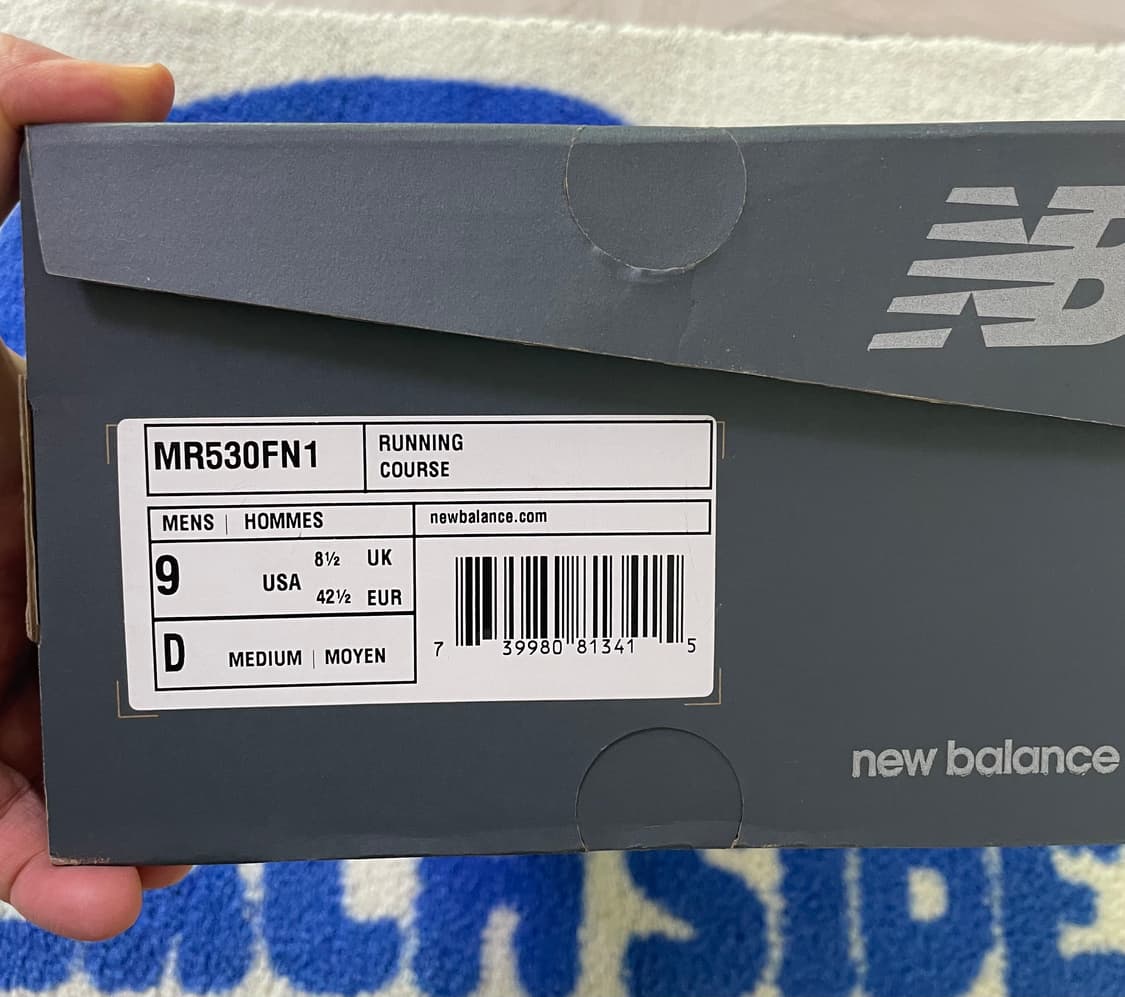 NB
MR530FN1
RUNNING
COURSE
MENS | HOMMES
newbalance.com
9
USA
8½ UK
42½ EUR
D
MEDIUM | MOYEN
7 39980 81341 5
new balance